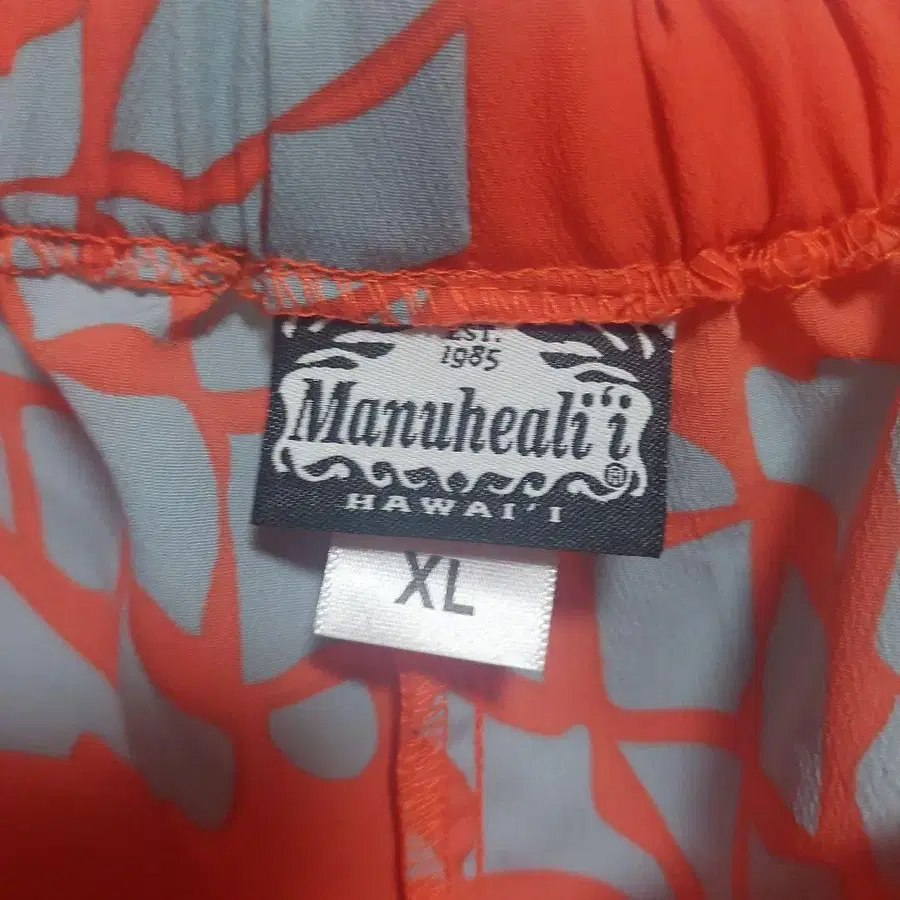 EST.
1985
Manuheali'i
®
HAWAI'I
XL